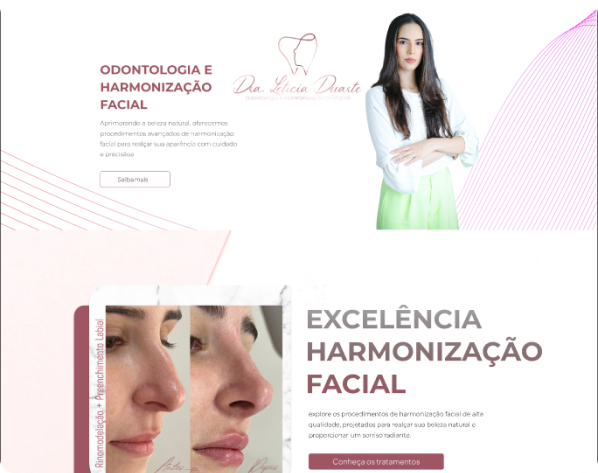 ODONTOLOGIA E
HARMONIZAÇÃO
FACIAL
Aprimorando a beleza natural, oferecemos
procedimentos avançados de harmonização
facial para realçar sua aparência com cuidado
e precisão
Saibamais
Dra. Letícia Duarte
EXCELÊNCIA
HARMONIZAÇÃO
FACIAL
explore os procedimentos de harmonização facial de alta
qualidade, projetados para realçar sua beleza natural e
proporcionar um sorriso radiante.
Conheça os tratamentos
Rinomodelação + Preenchimento Labial
Antes